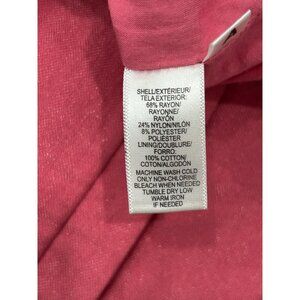 SHELL/EXTÉRIEUR/
TELA EXTERIOR:
68% RAYON/
RAYONNE/
RAYÓN
24% NYLON/NILÓN
8% POLYESTER/
POLIÉSTER
LINING/DOUBLURE/
FORRO:
100% COTTON/
COTON/ALGODÓN
MACHINE WASH COLD
ONLY NON-CHLORINE
BLEACH WHEN NEEDED
TUMBLE DRY LOW
WARM IRON
IF NEEDED